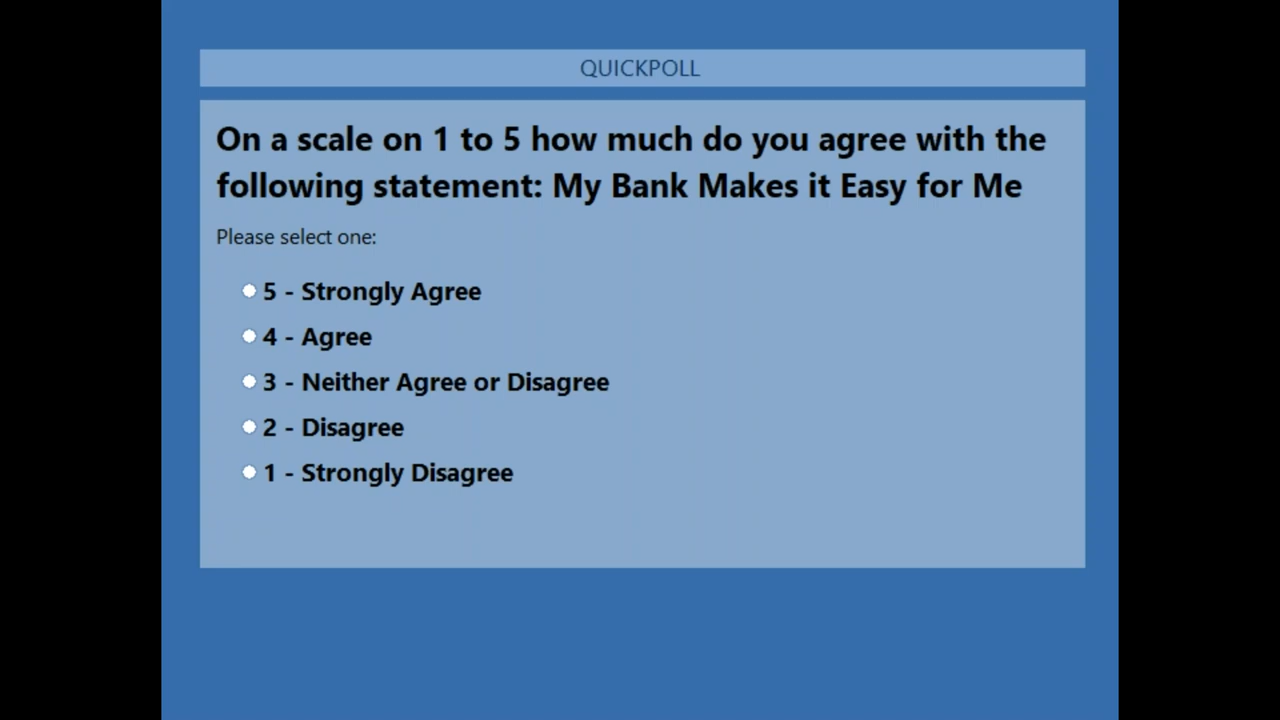 QUICKPOLL
On a scale on 1 to 5 how much do you agree with the
following statement: My Bank Makes it Easy for Me
Please select one:
5 - Strongly Agree
4 - Agree
3 - Neither Agree or Disagree
2 - Disagree
1 - Strongly Disagree